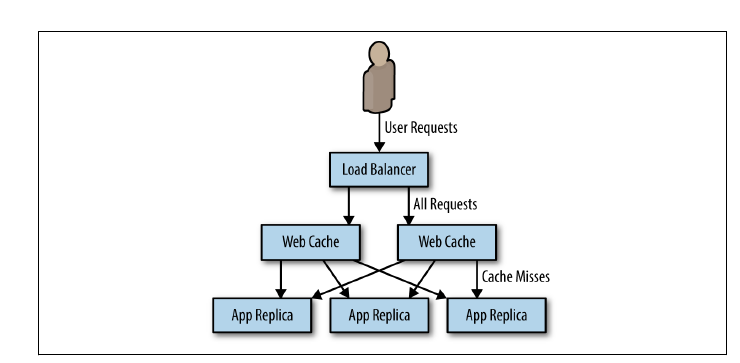 User Requests
Load Balancer
All Requests
Web Cache
Web Cache
Cache Misses
App Replica
App Replica
App Replica